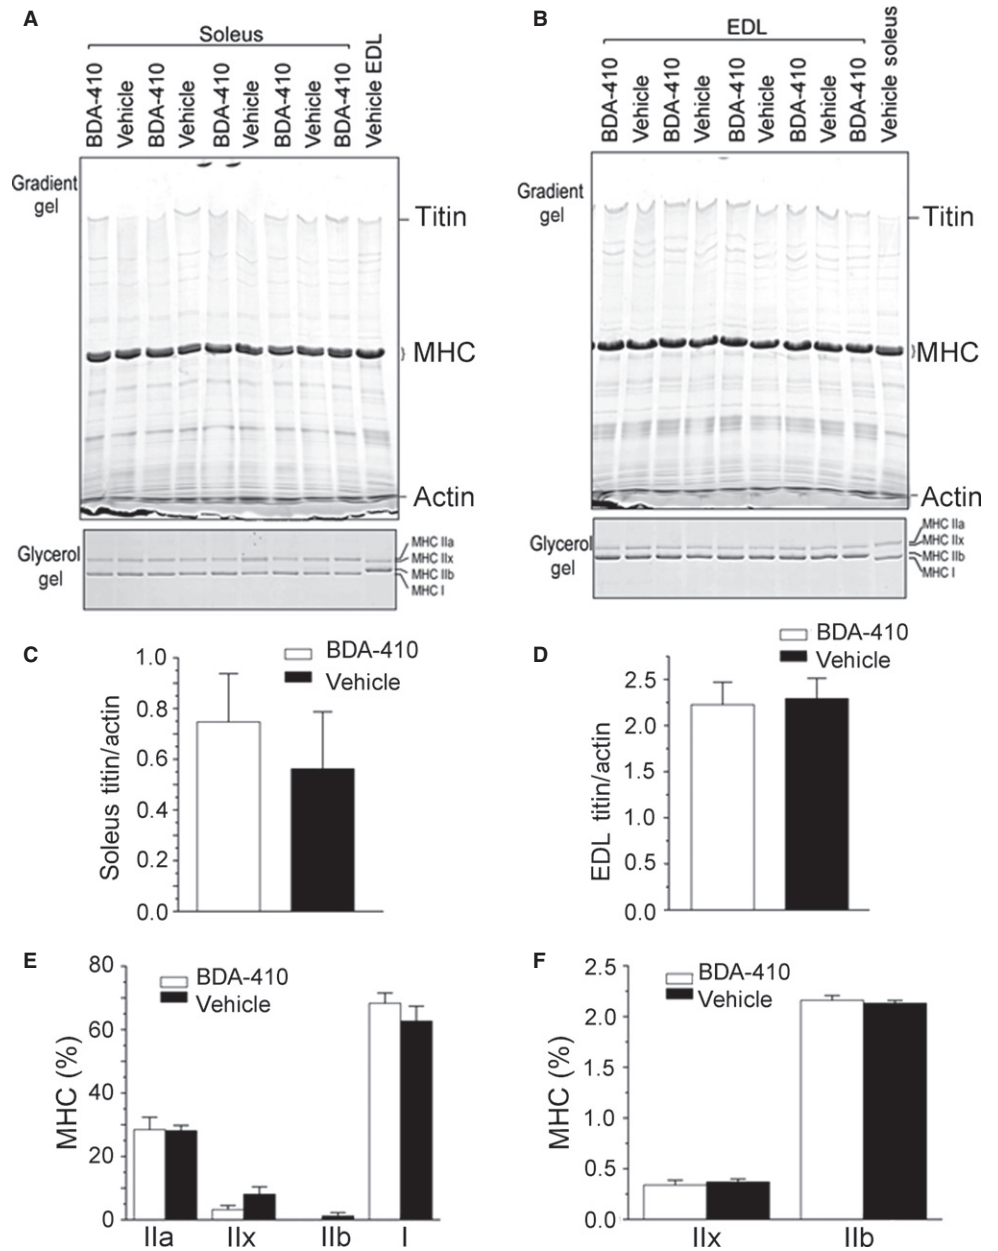 A
Soleus
BDA-410
Vehicle
BDA-410
Vehicle
BDA-410
Vehicle
BDA-410
Vehicle
BDA-410
Vehicle EDL
Gradient
gel
Titin
MHC
Actin
Glycerol
gel
MHC IIa
MHC IIx
MHC IIb
MHC I
B
EDL
BDA-410
Vehicle
BDA-410
Vehicle
BDA-410
Vehicle
BDA-410
Vehicle
BDA-410
Vehicle soleus
Gradient
gel
Titin
MHC
Actin
Glycerol
gel
MHC IIa
MHC IIx
MHC IIb
MHC I
C
BDA-410
Vehicle
Soleus titin/actin
1.0
0.8
0.6
0.4
0.2
0.0
D
BDA-410
Vehicle
EDL titin/actin
2.5
2.0
1.5
1.0
0.5
0.0
E
BDA-410
Vehicle
MHC (%)
80
60
40
20
0
IIa IIx IIb I
F
BDA-410
Vehicle
MHC (%)
2.5
2.0
1.5
1.0
0.5
0.0
IIx IIb